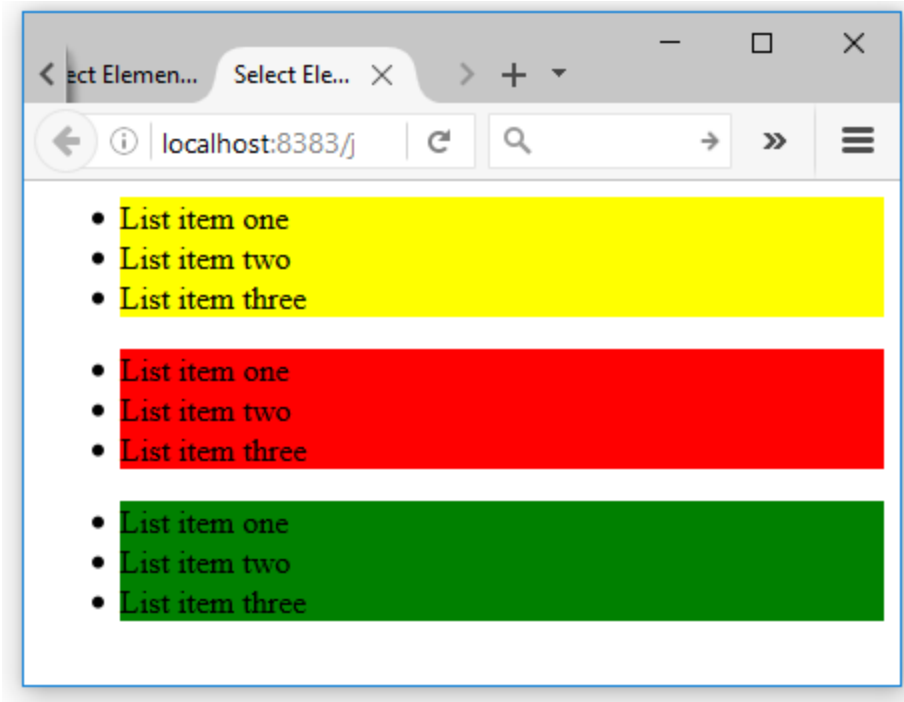 ect Elemen...
Select Ele...
localhost:8383/j
List item one
List item two
List item three
List item one
List item two
List item three
List item one
List item two
List item three